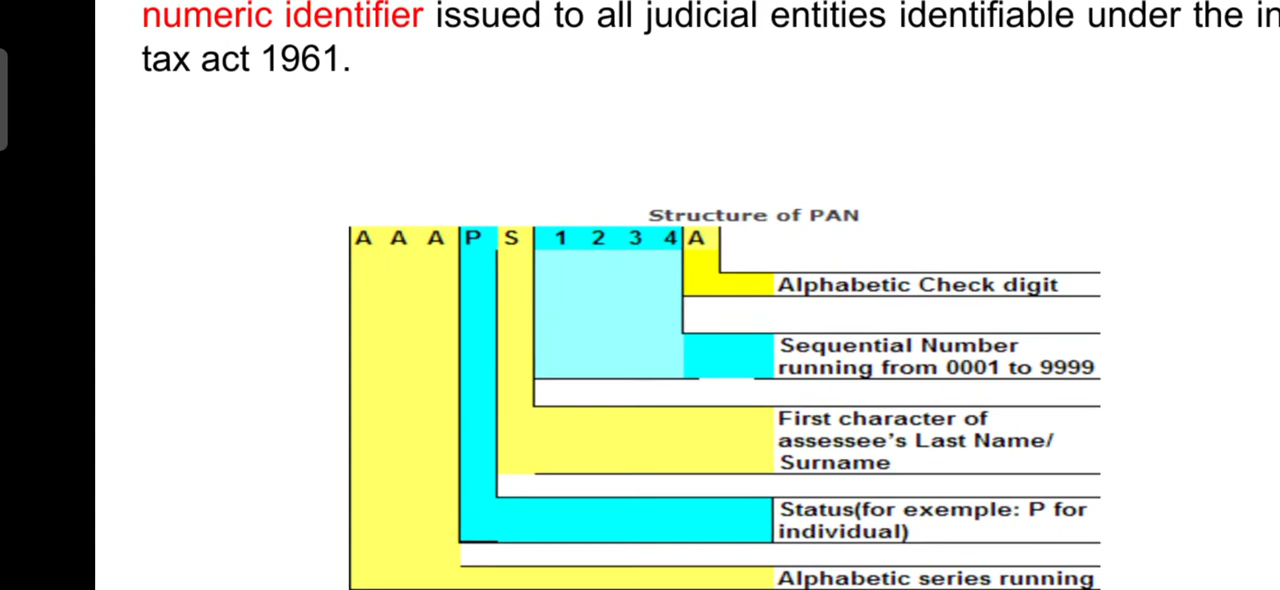 numeric identifier issued to all judicial entities identifiable under the in
tax act 1961.
Structure of PAN
A A A P S 1 2 3 4 A
Alphabetic Check digit
Sequential Number
running from 0001 to 9999
First character of
assessee's Last Name/
Surname
Status(for exemple: P for
individual)
Alphabetic series running